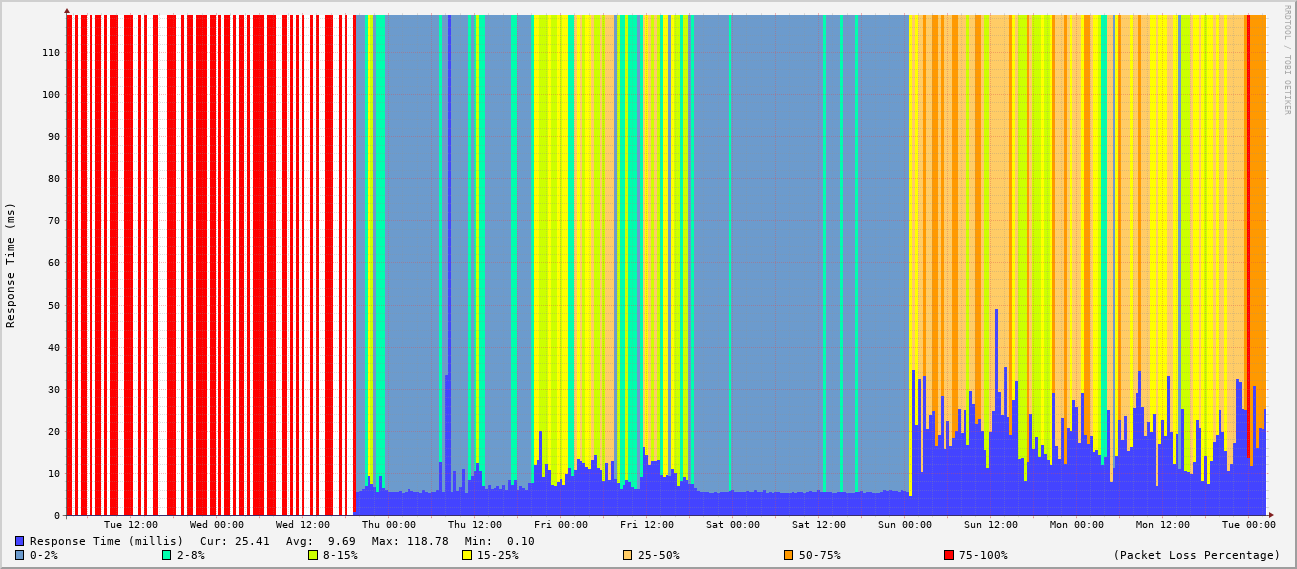 RRDTOOL / TOBI OETIKER
Response Time (ms)
110
100
90
80
70
60
50
40
30
20
10
0
Tue 12:00 Wed 00:00 Wed 12:00 Thu 00:00 Thu 12:00 Fri 00:00 Fri 12:00 Sat 00:00 Sat 12:00 Sun 00:00 Sun 12:00 Mon 00:00 Mon 12:00 Tue 00:00
Response Time (millis) Cur: 25.41 Avg: 9.69 Max: 118.78 Min: 0.10
0-2% 2-8% 8-15% 15-25% 25-50% 50-75% 75-100% (Packet Loss Percentage)